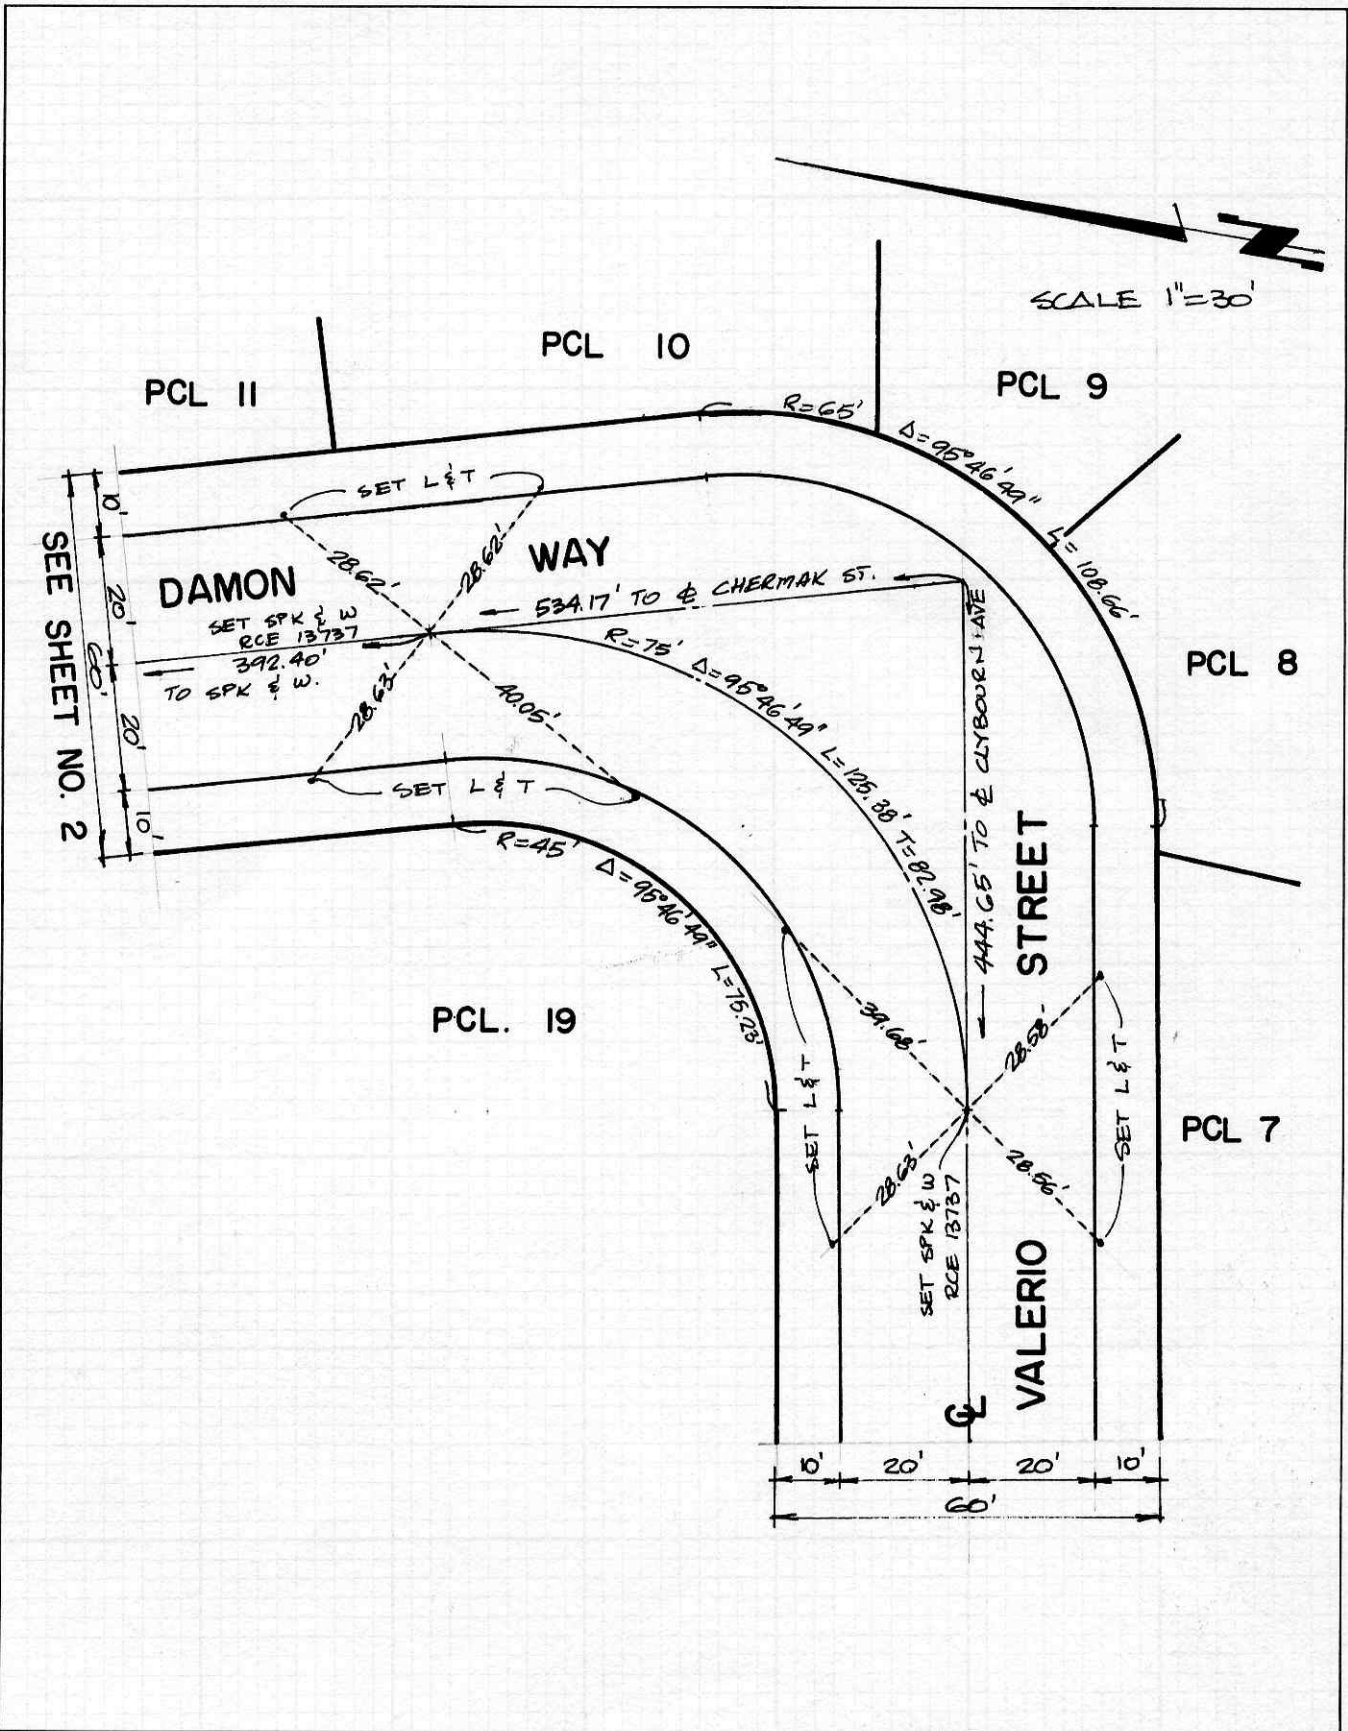 N
SCALE 1"=30'
PCL 11
PCL 10
PCL 9
R=65'
Δ=95°46'49"
L=108.66'
SET L & T
10'
20'
60'
20'
10'
SEE SHEET NO. 2
DAMON
WAY
28.62'
28.62'
SET SPK & W
RCE 13737
392.40'
TO SPK & W.
534.17' TO ℄ CHERMAK ST.
R=75' Δ=95°46'49" L=125.38' T=82.98'
444.65' TO ℄ CLYBOURN AVE
PCL 8
28.63'
40.05'
SET L & T
R=45' Δ=95°46'49" L=75.23'
STREET
PCL. 19
39.68'
28.58'
SET L & T
SET L & T
PCL 7
28.63'
28.56'
SET SPK & W
RCE 13737
VALERIO
℄
10'
20'
20'
10'
60'